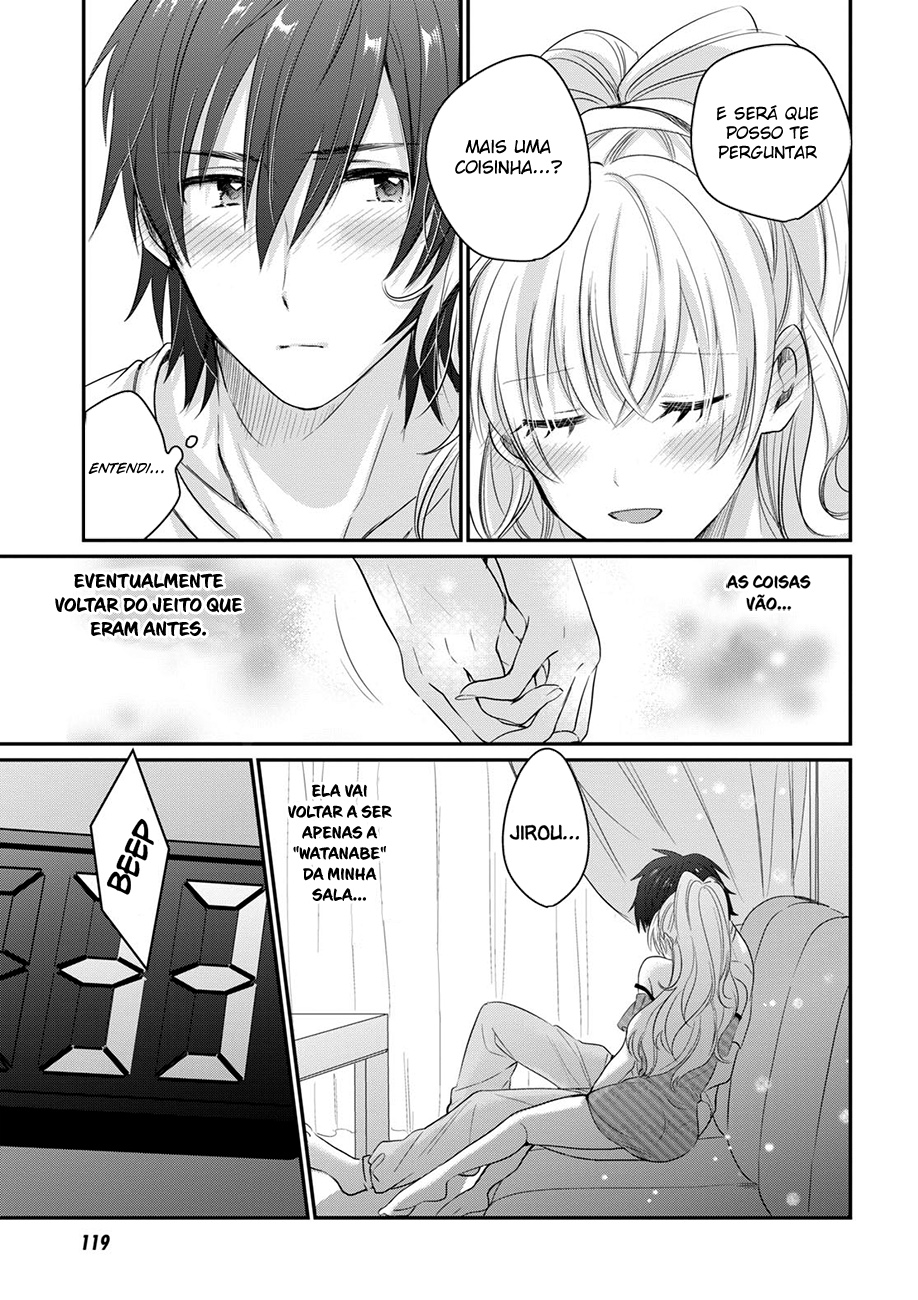 E SERÁ QUE
POSSO TE
PERGUNTAR
MAIS UMA
COISINHA...?
ENTENDI...
AS COISAS
VÃO...
EVENTUALMENTE
VOLTAR DO JEITO QUE
ERAM ANTES.
JIROU...
ELA VAI
VOLTAR A SER
APENAS A
"WATANABE"
DA MINHA
SALA...
BEEP
119